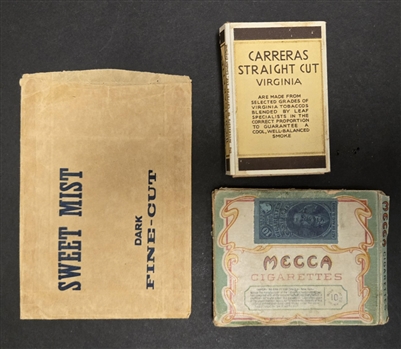 SWEET MIST
DARK
FINE-CUT
CARRERAS
STRAIGHT CUT
VIRGINIA
ARE MADE FROM
SELECTED GRADES OF
VIRGINIA TOBACCOS
BLENDED BY LEAF
SPECIALISTS IN THE
CORRECT PROPORTION
TO GUARANTEE A
COOL, WELL-BALANCED
SMOKE
MECCA
CIGARETTES
10
MECCA